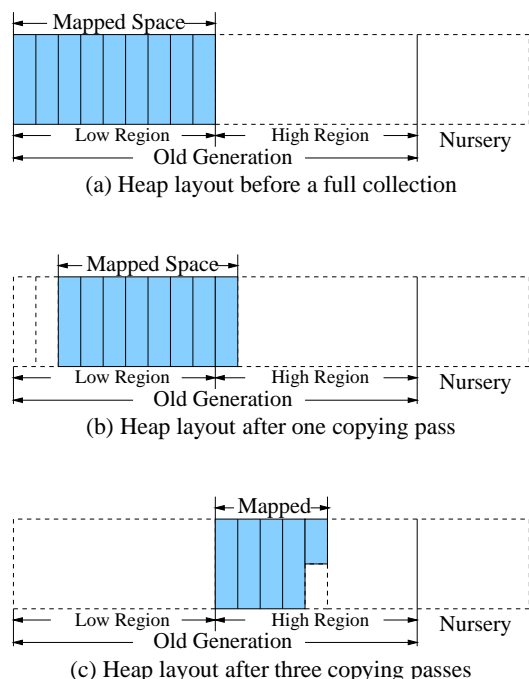 Mapped Space
Low Region High Region
Old Generation Nursery
(a) Heap layout before a full collection
Mapped Space
Low Region High Region
Old Generation Nursery
(b) Heap layout after one copying pass
Mapped
Low Region High Region
Old Generation Nursery
(c) Heap layout after three copying passes